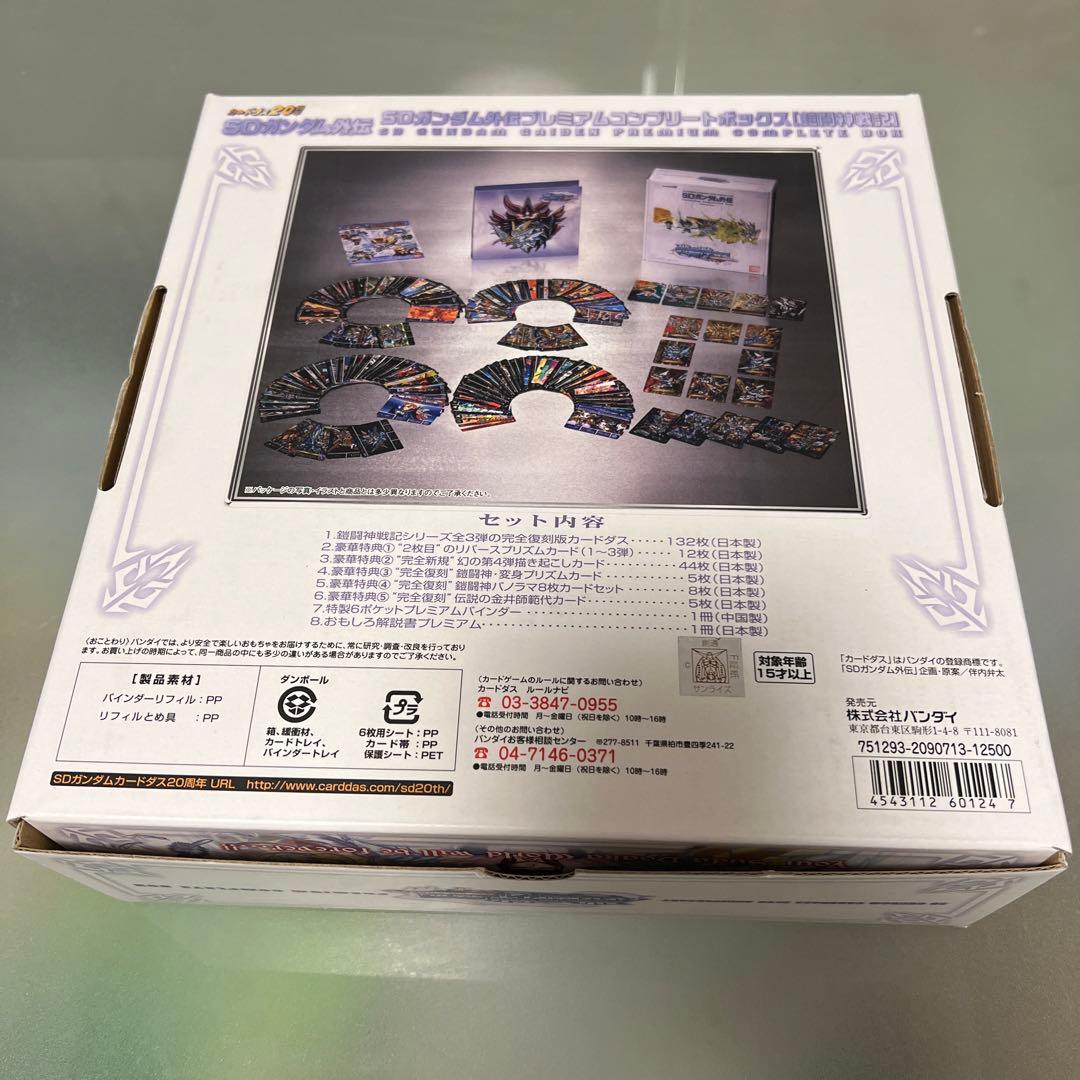 カードダス20周年
SDガンダム外伝
SDガンダム外伝プレミアムコンプリートボックス[鎧闘神戦記]
SD GUNDAM GAIDEN PREMIUM COMPLETE BOX
SDガンダム外伝
※パッケージの写真・イラストと商品とは多少異なりますのでご了承ください。
セット内容
1.鎧闘神戦記シリーズ全3弾の完全復刻版カードダス・・・・・132枚(日本製)
2.豪華特典①"2枚目"のリバースプリズムカード(1〜3弾)・・・・・12枚(日本製)
3.豪華特典②"完全新規"幻の第4弾描き起こしカード・・・・・・・・44枚(日本製)
4.豪華特典③"完全復刻"鎧闘神・変身プリズムカード・・・・・・・・5枚(日本製)
5.豪華特典④"完全復刻"鎧闘神パノラマ8枚カードセット・・・・・・・8枚(日本製)
6.豪華特典⑤"完全復刻"伝説の金井師範代カード・・・・・・・・・・5枚(日本製)
7.特製6ポケットプレミアムバインダー・・・・・・・・・・・・・・・・・1冊(中国製)
8.おもしろ解説書プレミアム・・・・・・・・・・・・・・・・・・・・・・・・1冊(日本製)
〈おことわり〉バンダイでは、より安全で楽しいおもちゃをお届けするために、常に研究・調査・改良を行っており
ます。お買い上げの時期によって、同一商品の中にも多少の違いがある場合がありますのでご了承ください。
【製品素材】
バインダーリフィル:PP
リフィルとめ具 :PP
ダンボール
箱、緩衝材、
カードトレイ、
バインダートレイ
プラ
6枚用シート:PP
カード帯:PP
保護シート:PET
SDガンダムカードダス20周年 URL http://www.carddas.com/sd20th/
(カードゲームのルールに関するお問い合わせ)
カードダス ルールナビ
03-3847-0955
●電話受付時間 月〜金曜日(祝日を除く)10時〜16時
(その他のお問い合わせ)
バンダイお客様相談センター 〒277-8511 千葉県柏市豊四季241-22
04-7146-0371
●電話受付時間 月〜金曜日(祝日を除く)10時〜16時
創通
サンライズ
対象年齢
15才以上
「カードダス」はバンダイの登録商標です。
「SDガンダム外伝」企画・原案/伴内弁太
発売元
株式会社バンダイ
東京都台東区駒形1-4-8 〒111-8081
751293-2090713-12500
4543112 601247